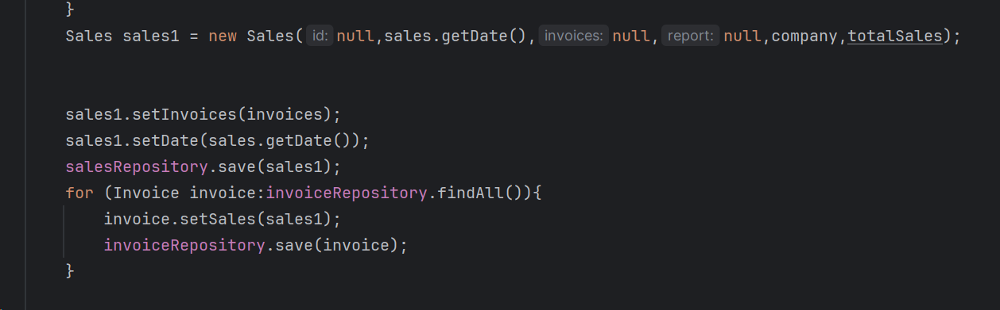 }
Sales sales1 = new Sales( id: null,sales.getDate(), invoices: null, report: null,company,totalSales);
sales1.setInvoices(invoices);
sales1.setDate(sales.getDate());
salesRepository.save(sales1);
for (Invoice invoice:invoiceRepository.findAll()){
invoice.setSales(sales1);
invoiceRepository.save(invoice);
}